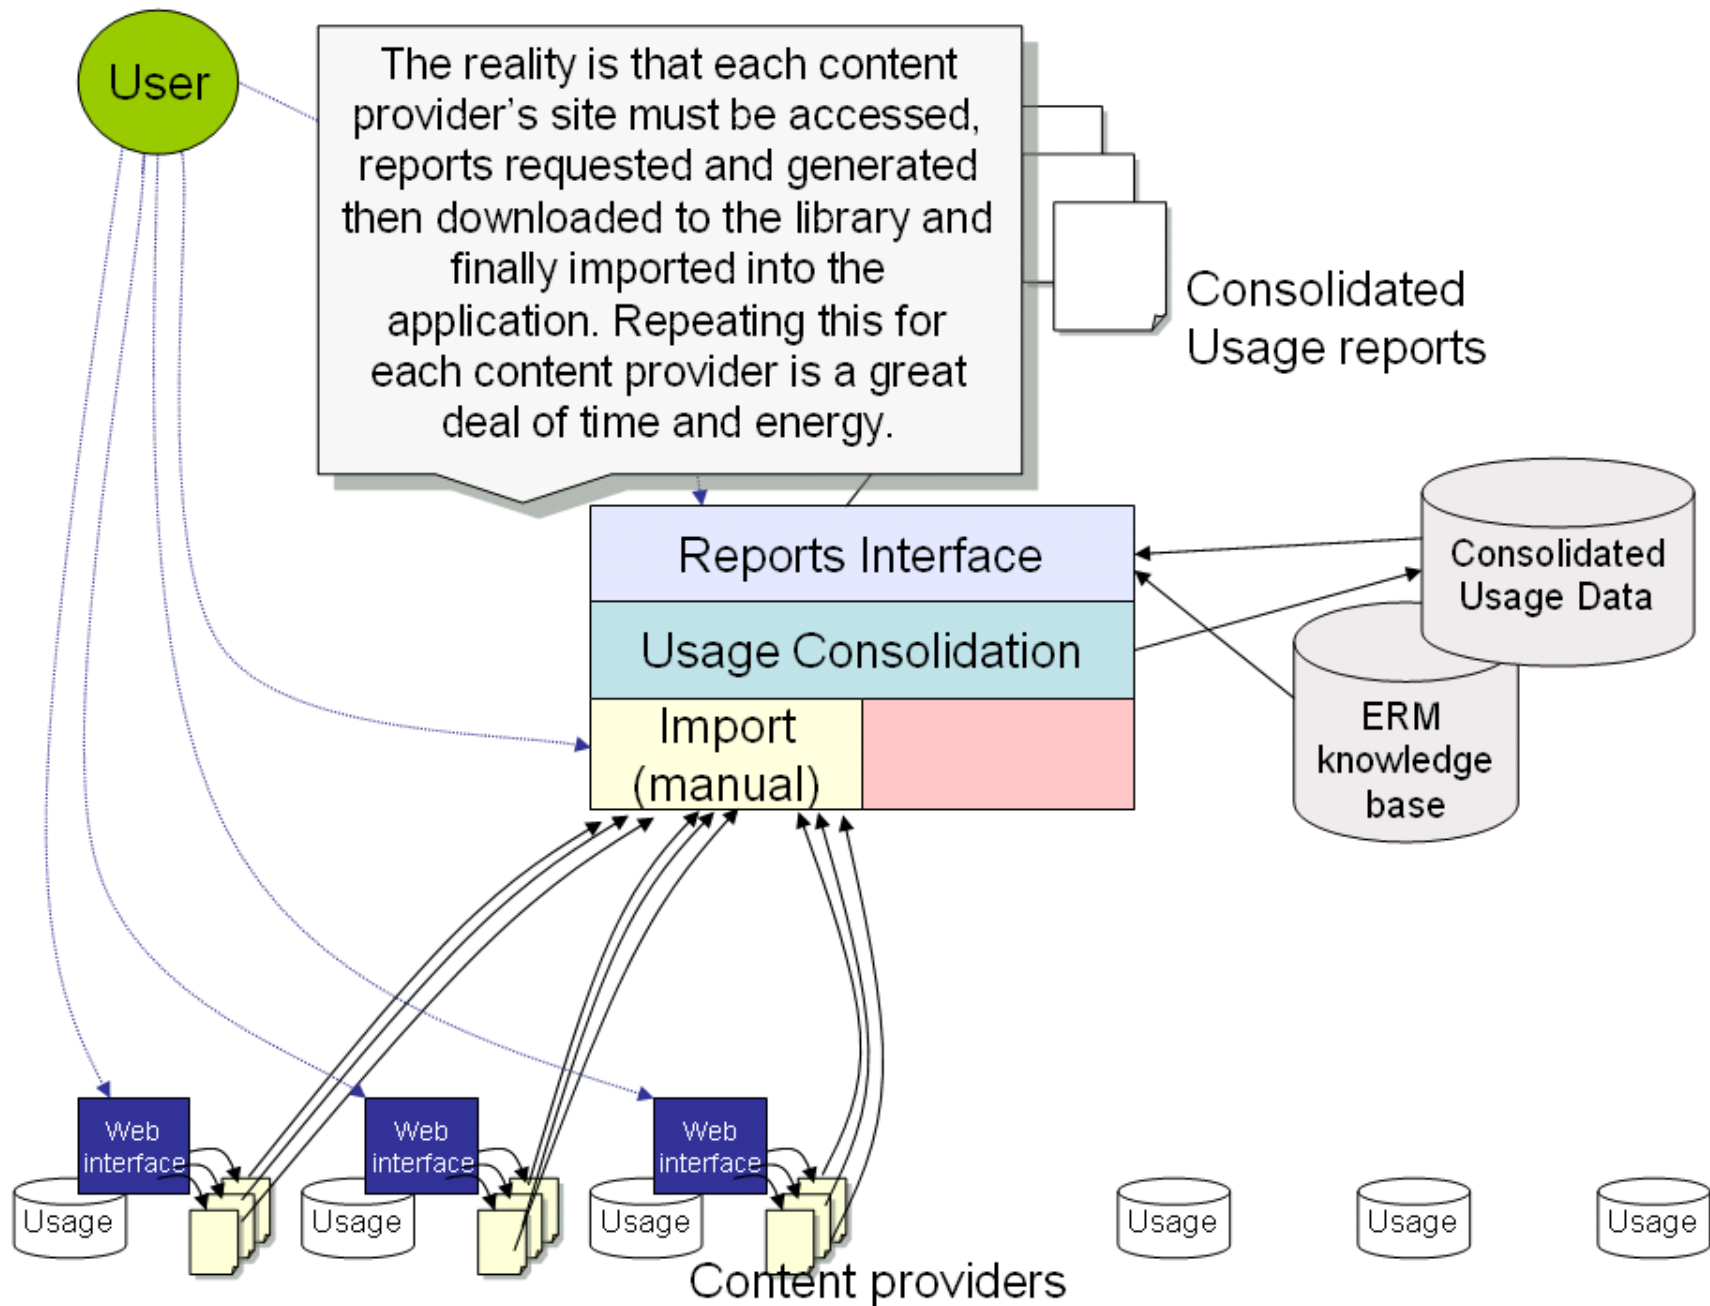 User
The reality is that each content
provider's site must be accessed,
reports requested and generated
then downloaded to the library and
finally imported into the
application. Repeating this for
each content provider is a great
deal of time and energy.
Consolidated
Usage reports
Reports Interface
Usage Consolidation
Import
(manual)
Consolidated
Usage Data
ERM
knowledge
base
Web
interface
Usage
Web
interface
Usage
Web
interface
Usage
Usage
Usage
Usage
Content providers